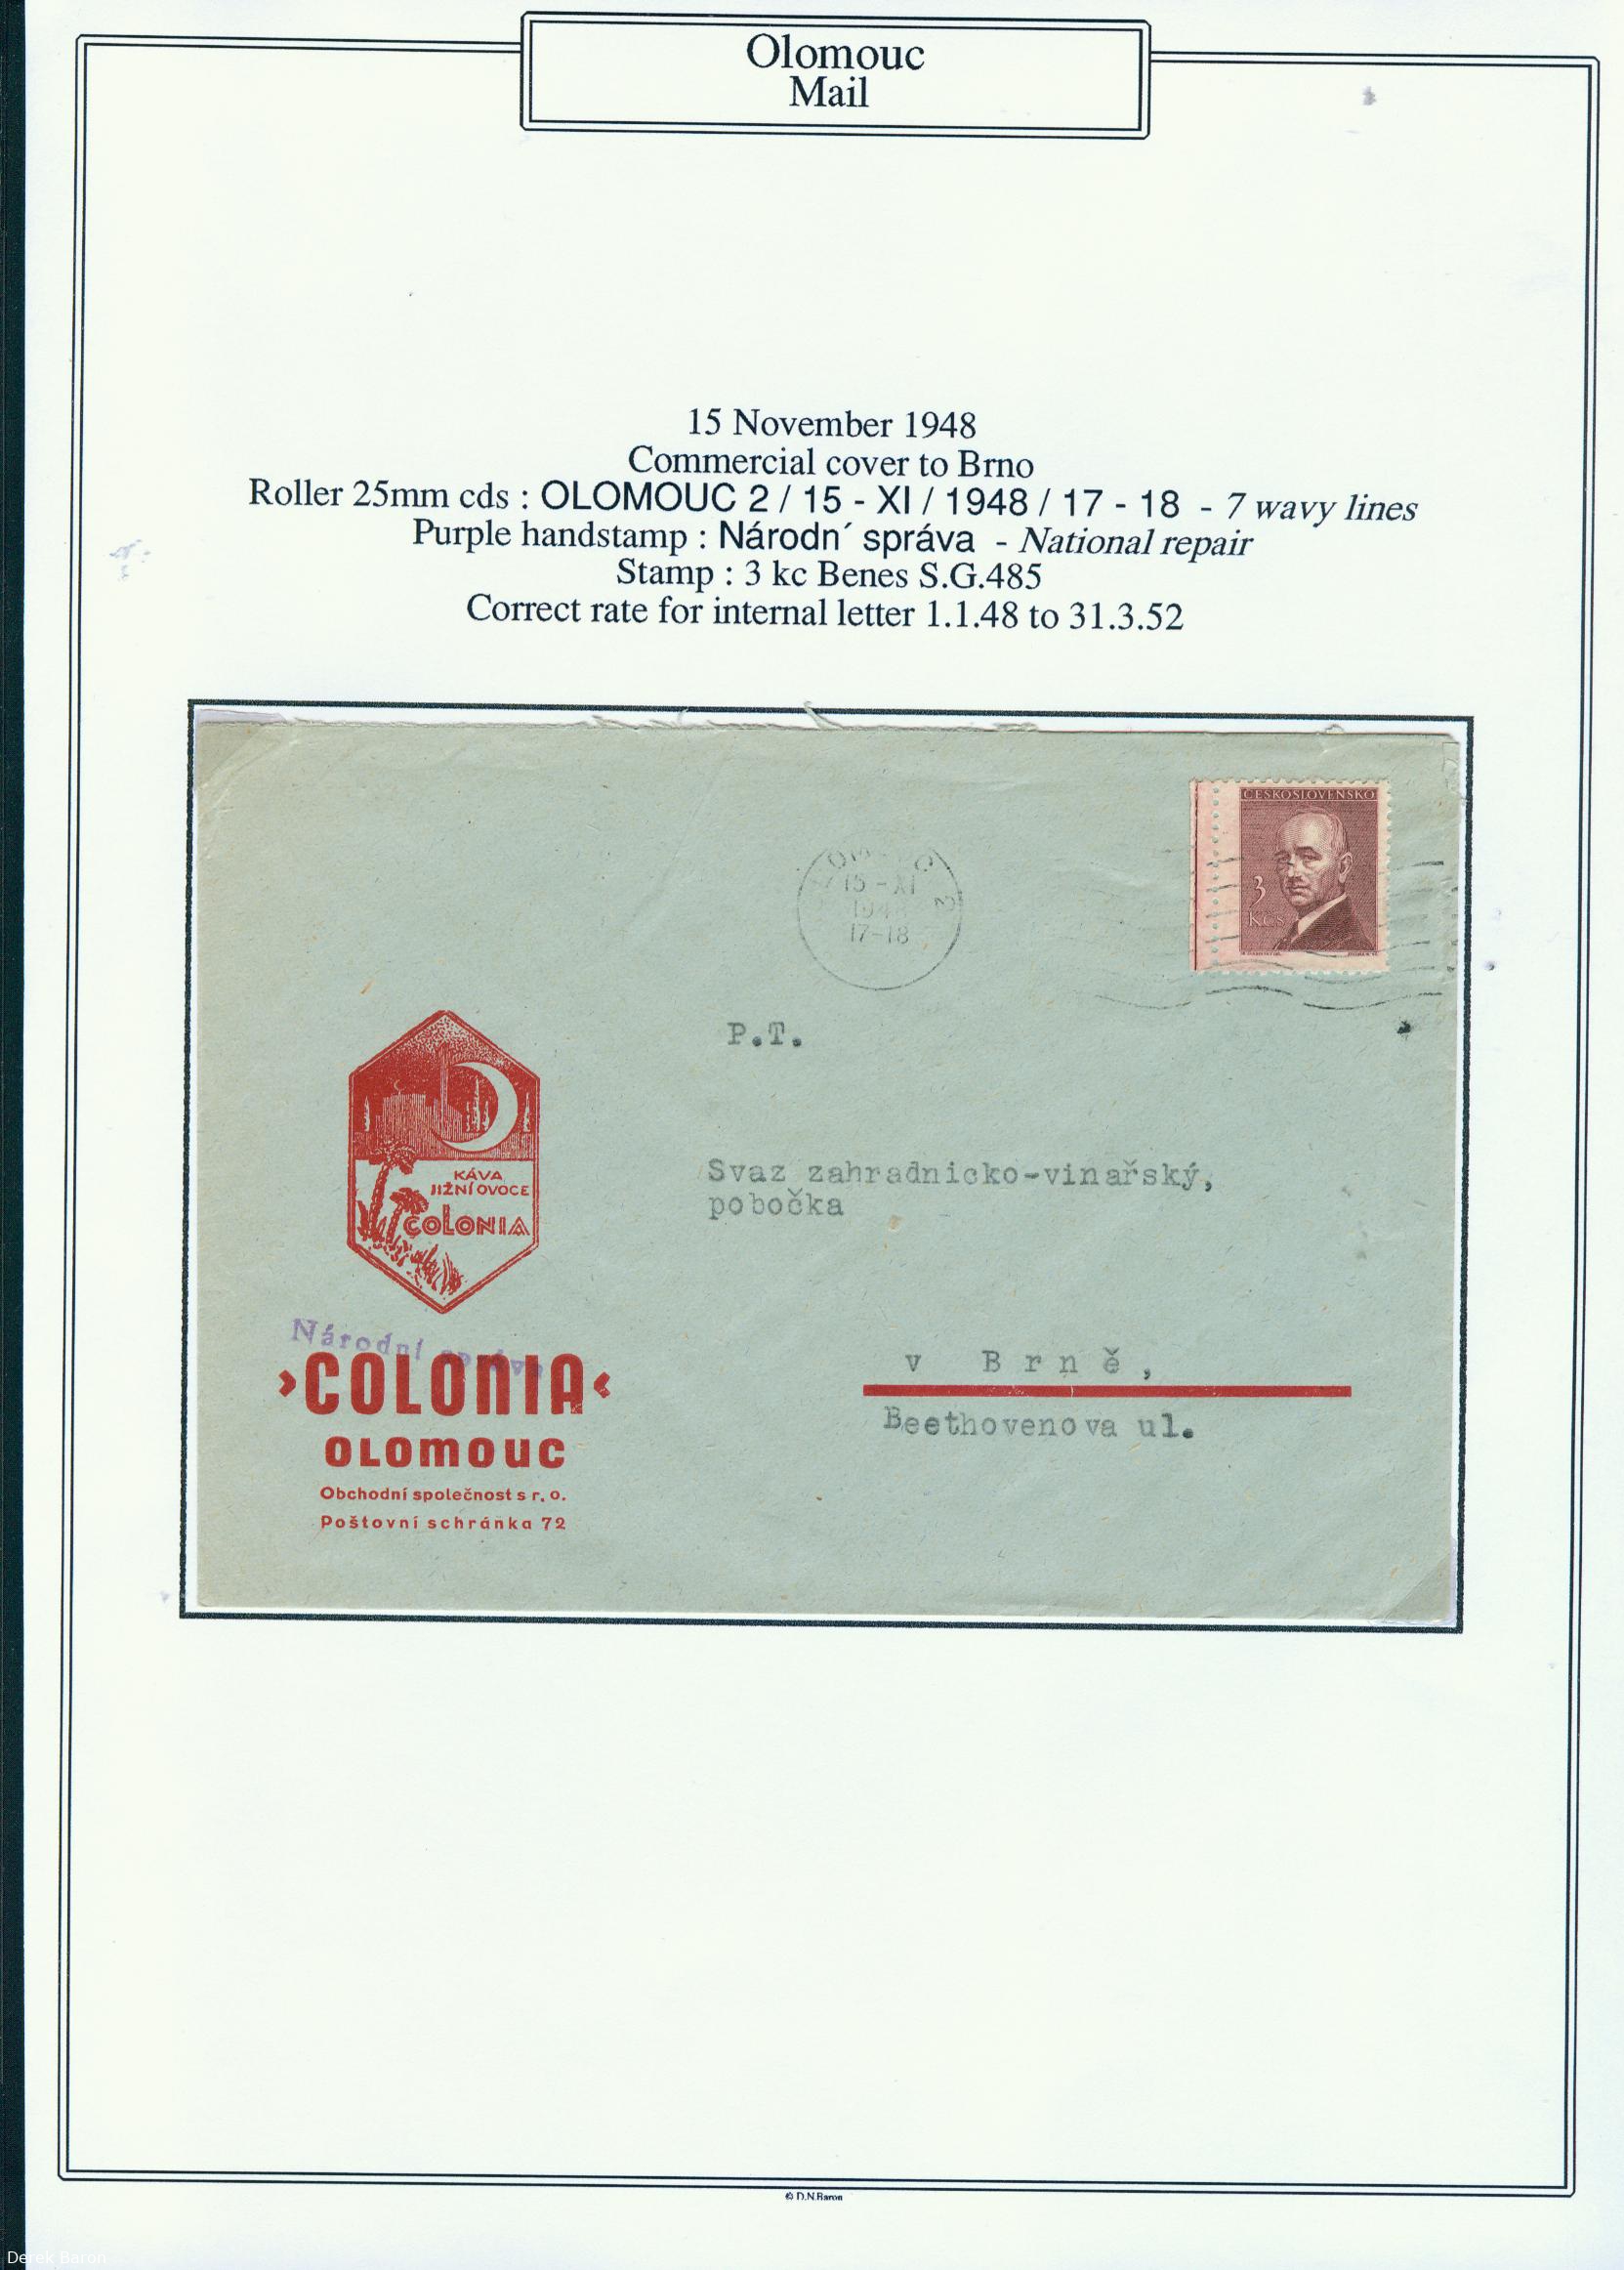 Olomouc
Mail
15 November 1948
Commercial cover to Brno
Roller 25mm cds : OLOMOUC 2 / 15 - XI / 1948 / 17 - 18 - 7 wavy lines
Purple handstamp : Národn´ správa - National repair
Stamp : 3 kc Benes S.G.485
Correct rate for internal letter 1.1.48 to 31.3.52
ČESKOSLOVENSKO
3
KČS
15 - XI
194
17-18
2
P.T.
KÁVA
JIŽNÍ OVOCE
COLONIA
Svaz zahradnicko-vinařský,
pobočka
Národní správa
›COLONIA‹
OLOMOUC
Obchodní společnost s r. o.
Poštovní schránka 72
v Brně,
Beethovenova ul.
© D.N.Baron
Derek Baron